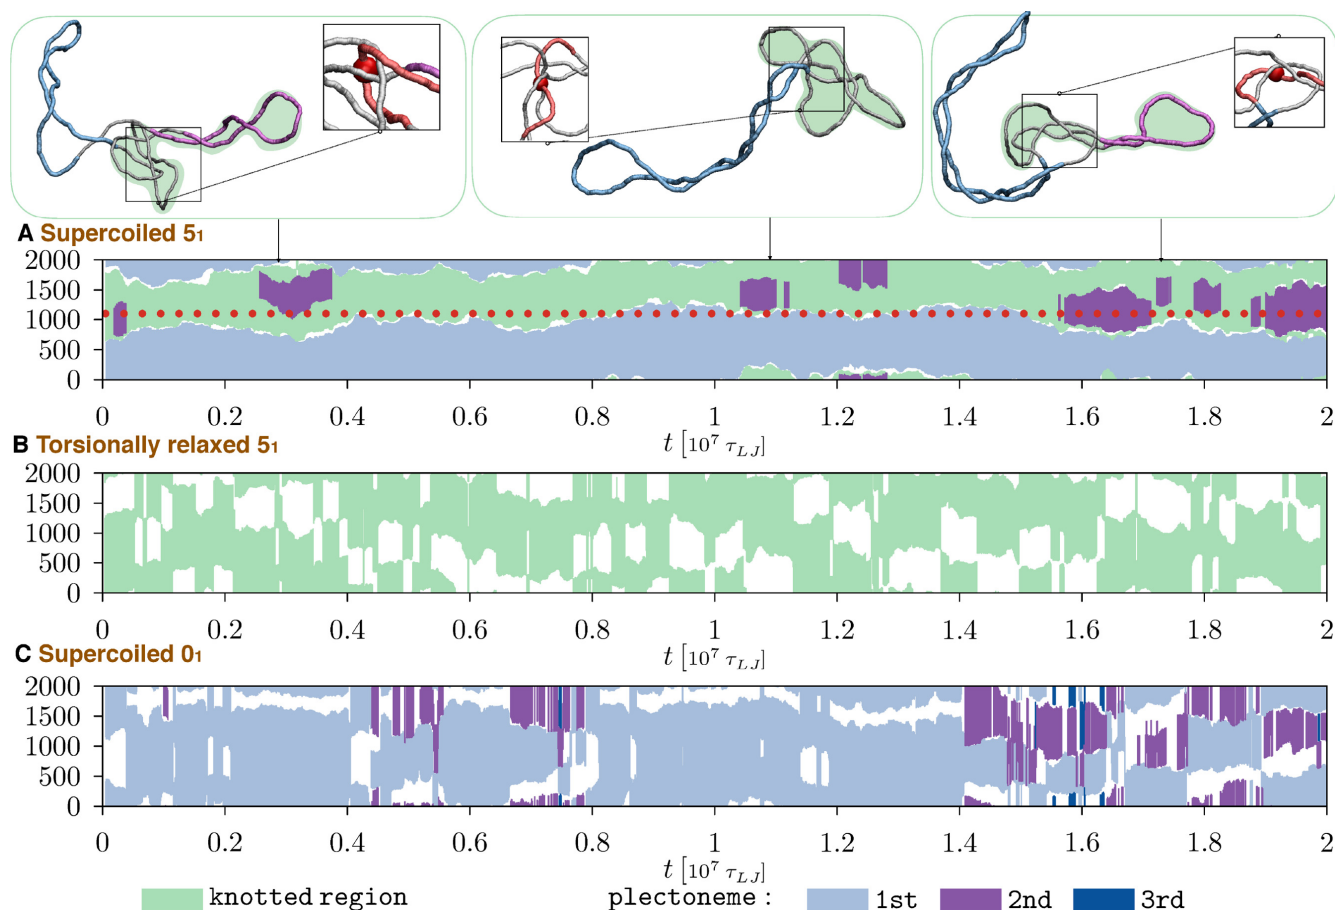 A Supercoiled 5₁
2000
1500
1000
500
0
0 0.2 0.4 0.6 0.8 1 1.2 1.4 1.6 1.8 2
t [10⁷ τ_LJ]
B Torsionally relaxed 5₁
2000
1500
1000
500
0
0 0.2 0.4 0.6 0.8 1 1.2 1.4 1.6 1.8 2
t [10⁷ τ_LJ]
C Supercoiled 0₁
2000
1500
1000
500
0
0 0.2 0.4 0.6 0.8 1 1.2 1.4 1.6 1.8 2
t [10⁷ τ_LJ]
knotted region plectoneme : 1st 2nd 3rd